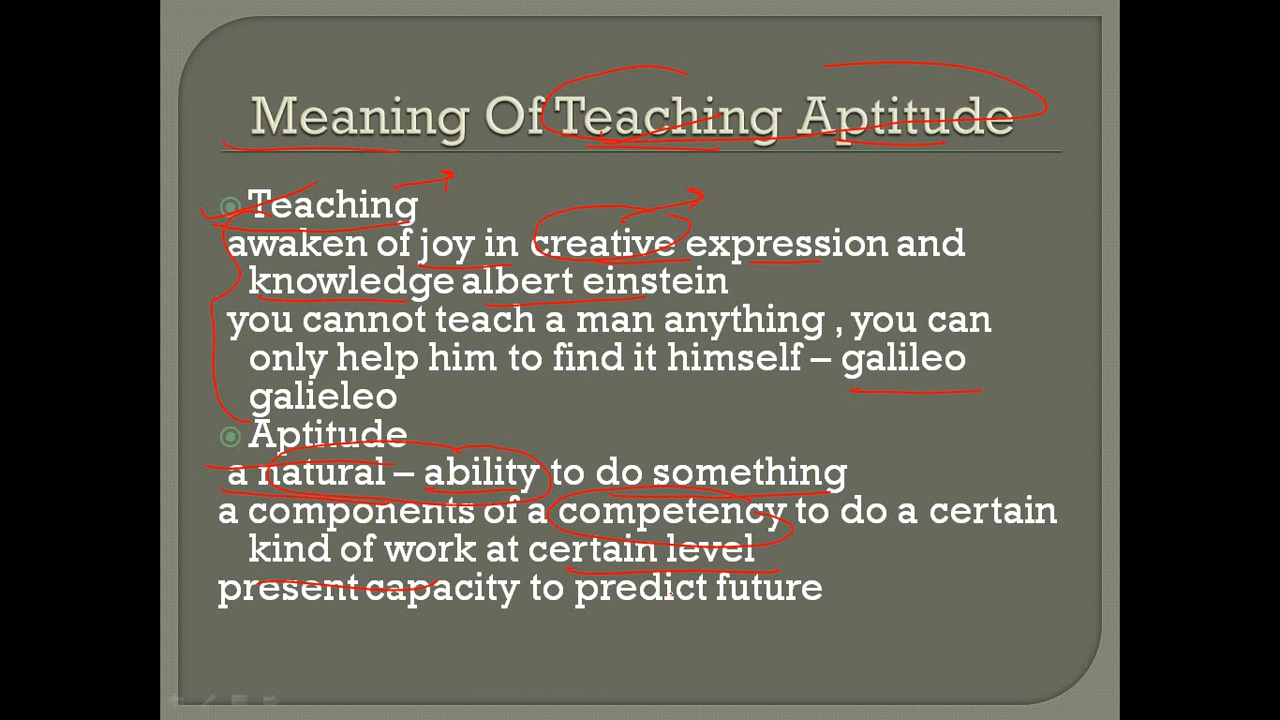 Meaning Of Teaching Aptitude
Teaching
awaken of joy in creative expression and
knowledge albert einstein
you cannot teach a man anything , you can
only help him to find it himself – galileo
galieleo
Aptitude
a natural – ability to do something
a components of a competency to do a certain
kind of work at certain level
present capacity to predict future